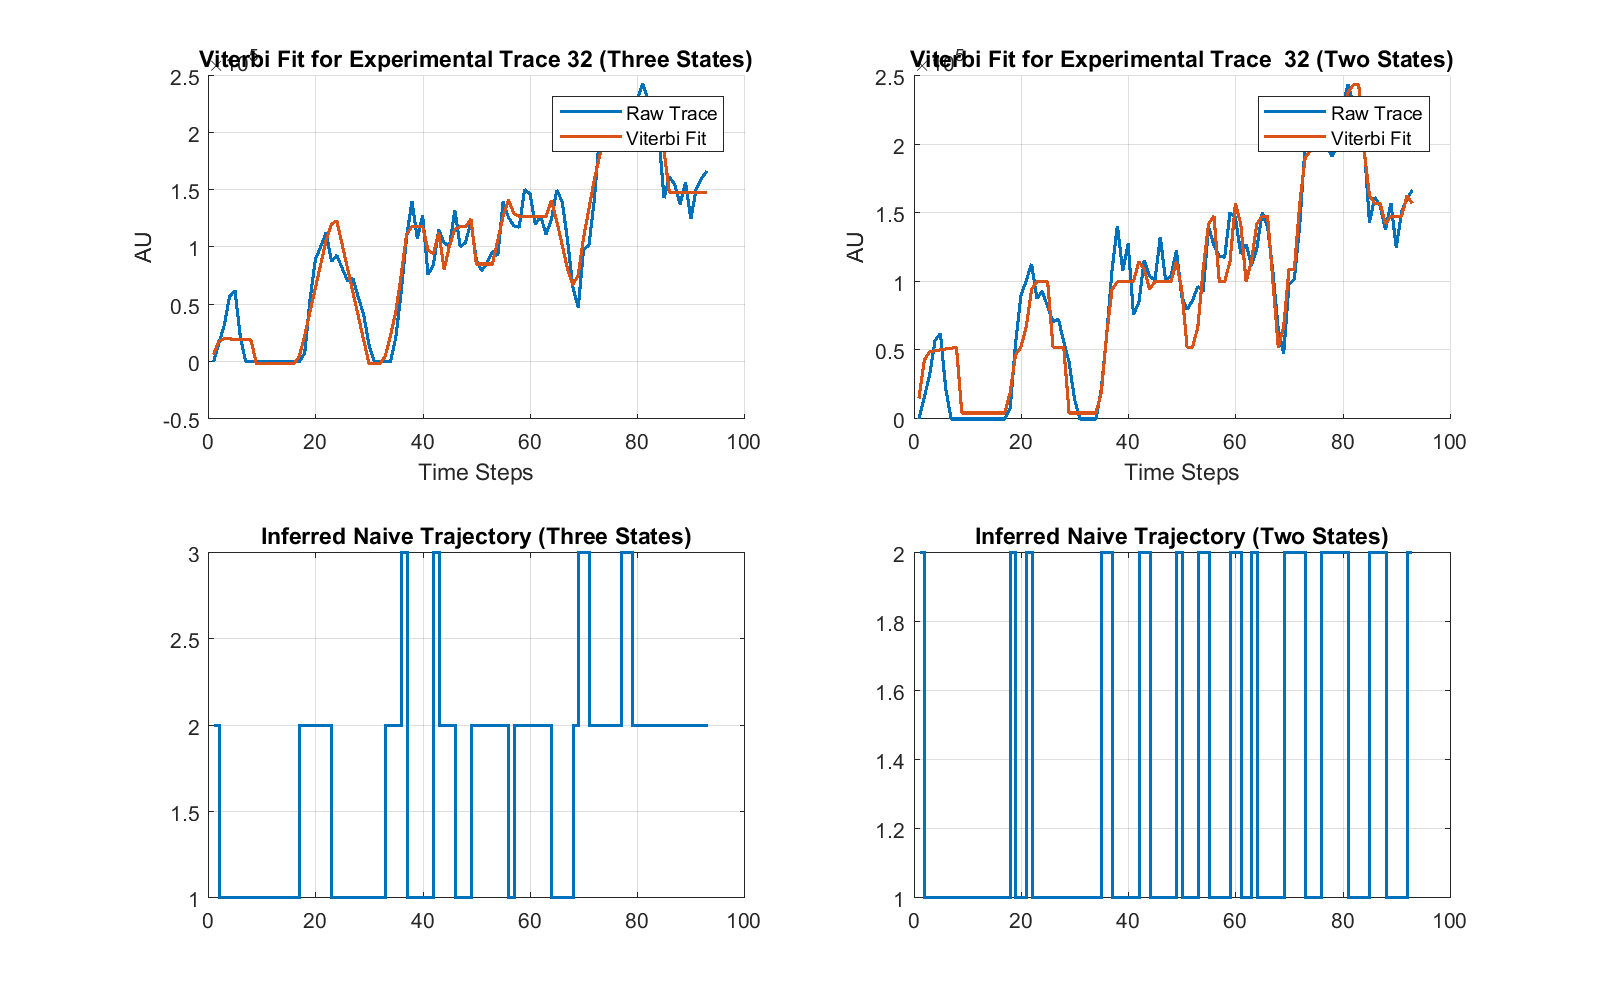 Viterbi Fit for Experimental Trace 32 (Three States)
×10^5
2.5
2
1.5
1
0.5
0
-0.5
AU
Raw Trace
Viterbi Fit
0 20 40 60 80 100
Time Steps
Viterbi Fit for Experimental Trace 32 (Two States)
×10^5
2.5
2
1.5
1
0.5
0
AU
Raw Trace
Viterbi Fit
0 20 40 60 80 100
Time Steps
Inferred Naive Trajectory (Three States)
3
2.5
2
1.5
1
0 20 40 60 80 100
Inferred Naive Trajectory (Two States)
2
1.8
1.6
1.4
1.2
1
0 20 40 60 80 100